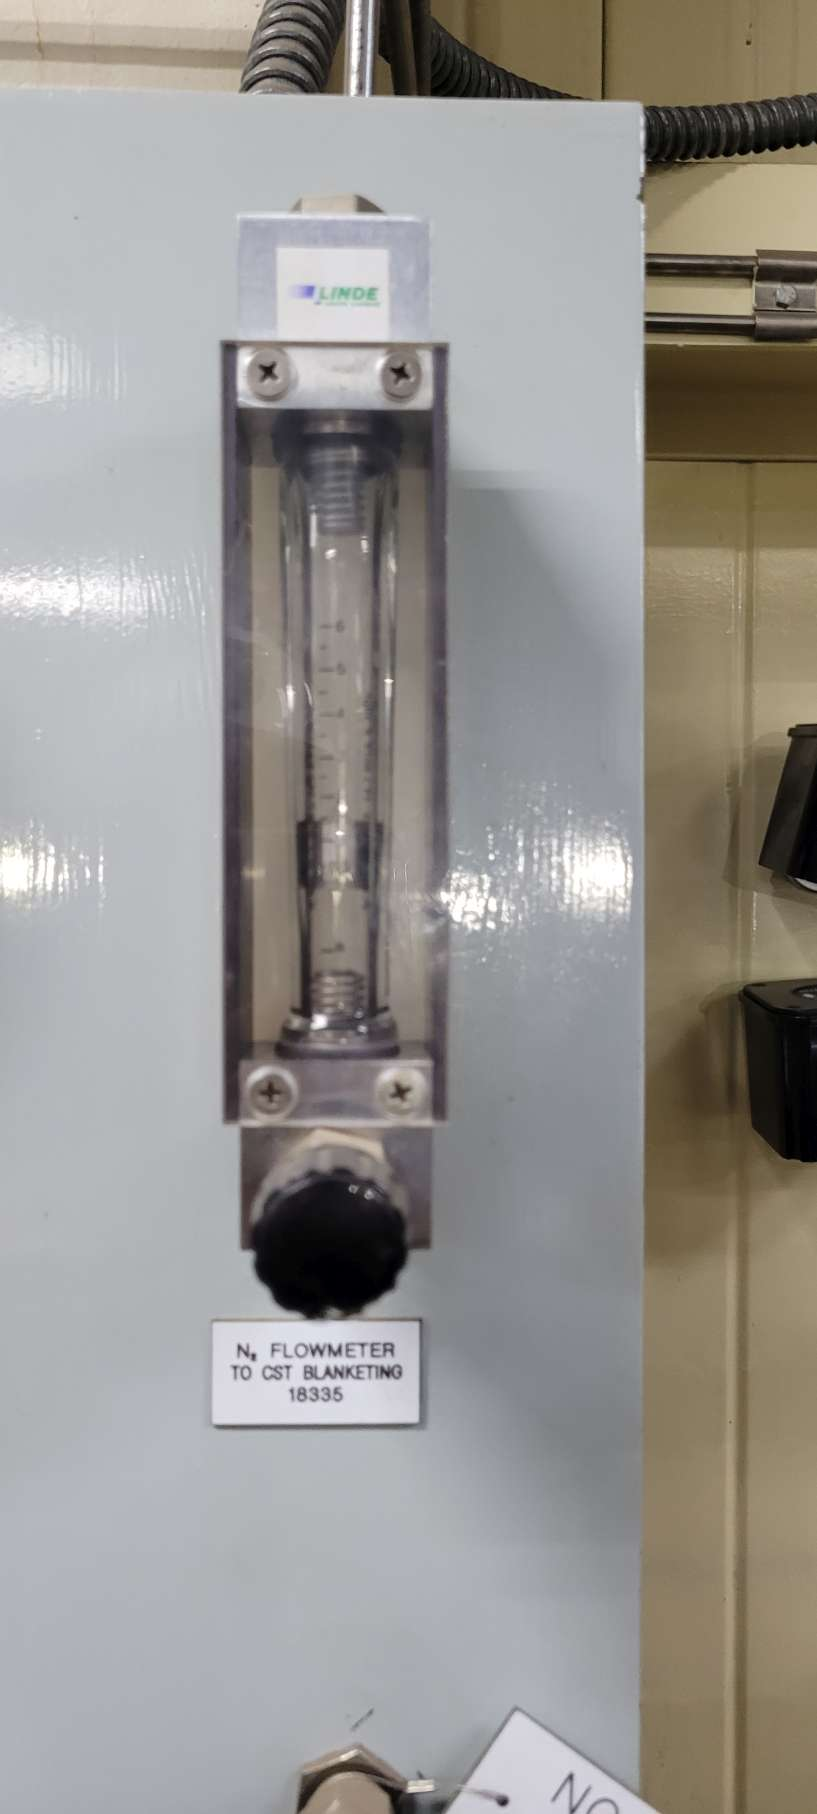 LINDE
6
5
4
N₂ FLOWMETER
TO CST BLANKETING
18335
NO